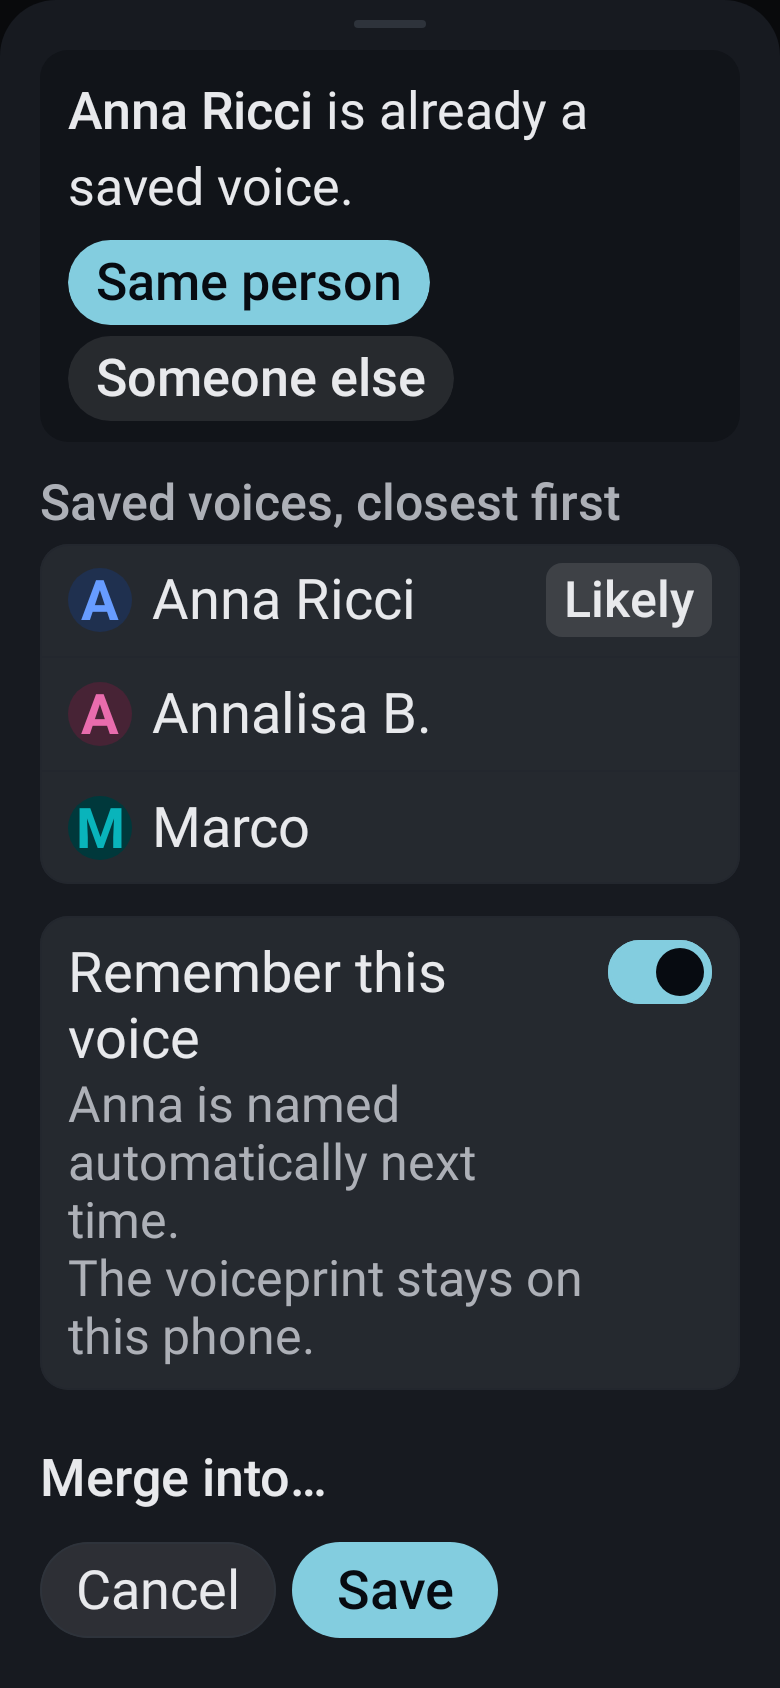 Anna Ricci is already a
saved voice.
Same person
Someone else
Saved voices, closest first
A Anna Ricci Likely
A Annalisa B.
M Marco
Remember this
voice
Anna is named
automatically next
time.
The voiceprint stays on
this phone.
Merge into…
Cancel Save